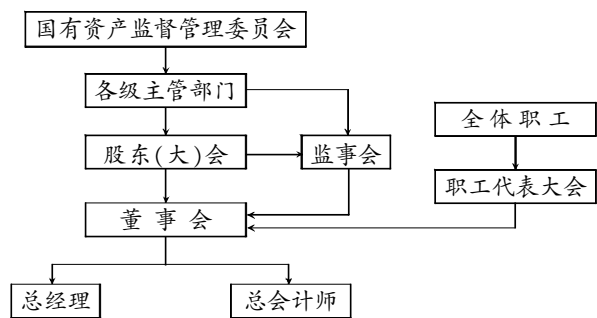 国有资产监督管理委员会
各级主管部门
全体职工
股东(大)会
监事会
职工代表大会
董事会
总经理
总会计师